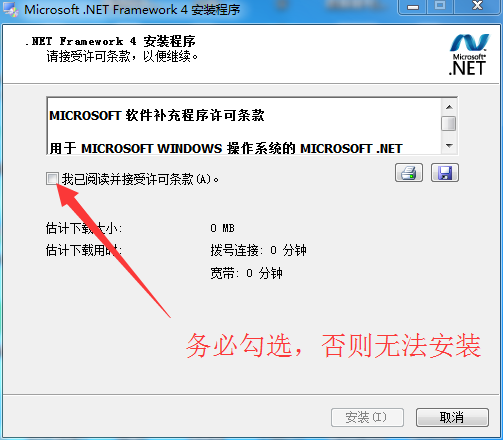 Microsoft .NET Framework 4 安装程序
.NET Framework 4 安装程序
请接受许可条款，以便继续。
Microsoft
.NET
MICROSOFT 软件补充程序许可条款
用于 MICROSOFT WINDOWS 操作系统的 MICROSOFT .NET
我已阅读并接受许可条款(A)。
估计下载大小: 0 MB
估计下载用时: 拨号连接: 0 分钟
宽带: 0 分钟
务必勾选，否则无法安装
安装(I) 取消